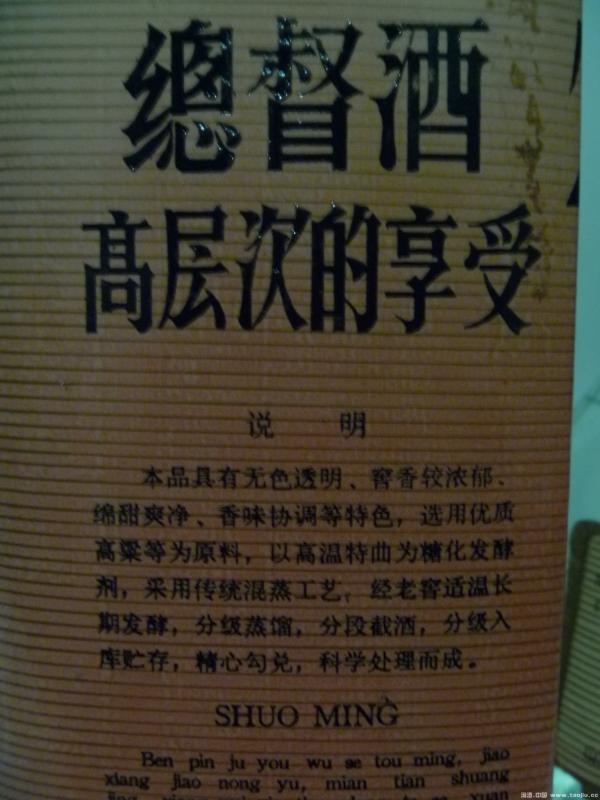 總督酒
高层次的享受
说 明
本品具有无色透明、窖香较浓郁、
绵甜爽净、香味协调等特色，选用优质
高粱等为原料，以高温特曲为糖化发酵
剂，采用传统混蒸工艺，经老窖适温长
期发酵，分级蒸馏，分段截酒，分级入
库贮存，精心勾兑，科学处理而成。
SHUO MING
Ben pin ju you wu se tou ming, jiao
xiang jiao nong yu, mian tian shuang
www.taojiu.cc